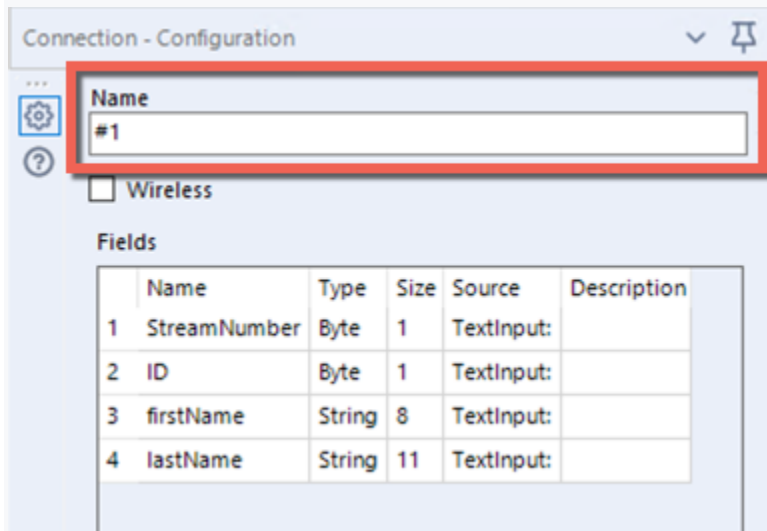 Connection - Configuration
Name
#1
Wireless
Fields
Name Type Size Source Description
1 StreamNumber Byte 1 TextInput:
2 ID Byte 1 TextInput:
3 firstName String 8 TextInput:
4 lastName String 11 TextInput: